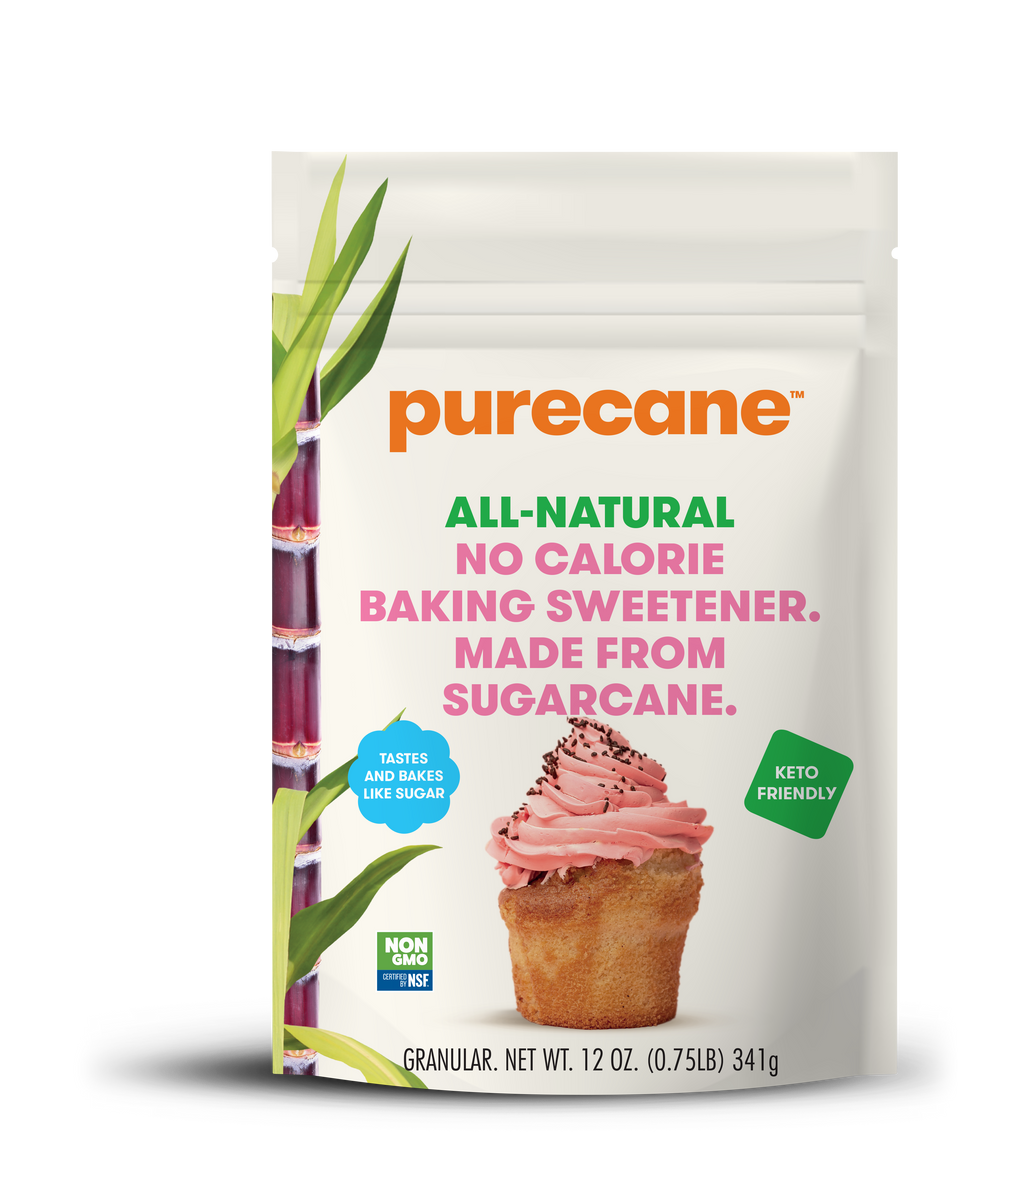 purecane™
ALL-NATURAL
NO CALORIE
BAKING SWEETENER.
MADE FROM
SUGARCANE.
TASTES
AND BAKES
LIKE SUGAR
KETO
FRIENDLY
NON
GMO
CERTIFIED
BY NSF.
GRANULAR. NET WT. 12 OZ. (0.75LB) 341g